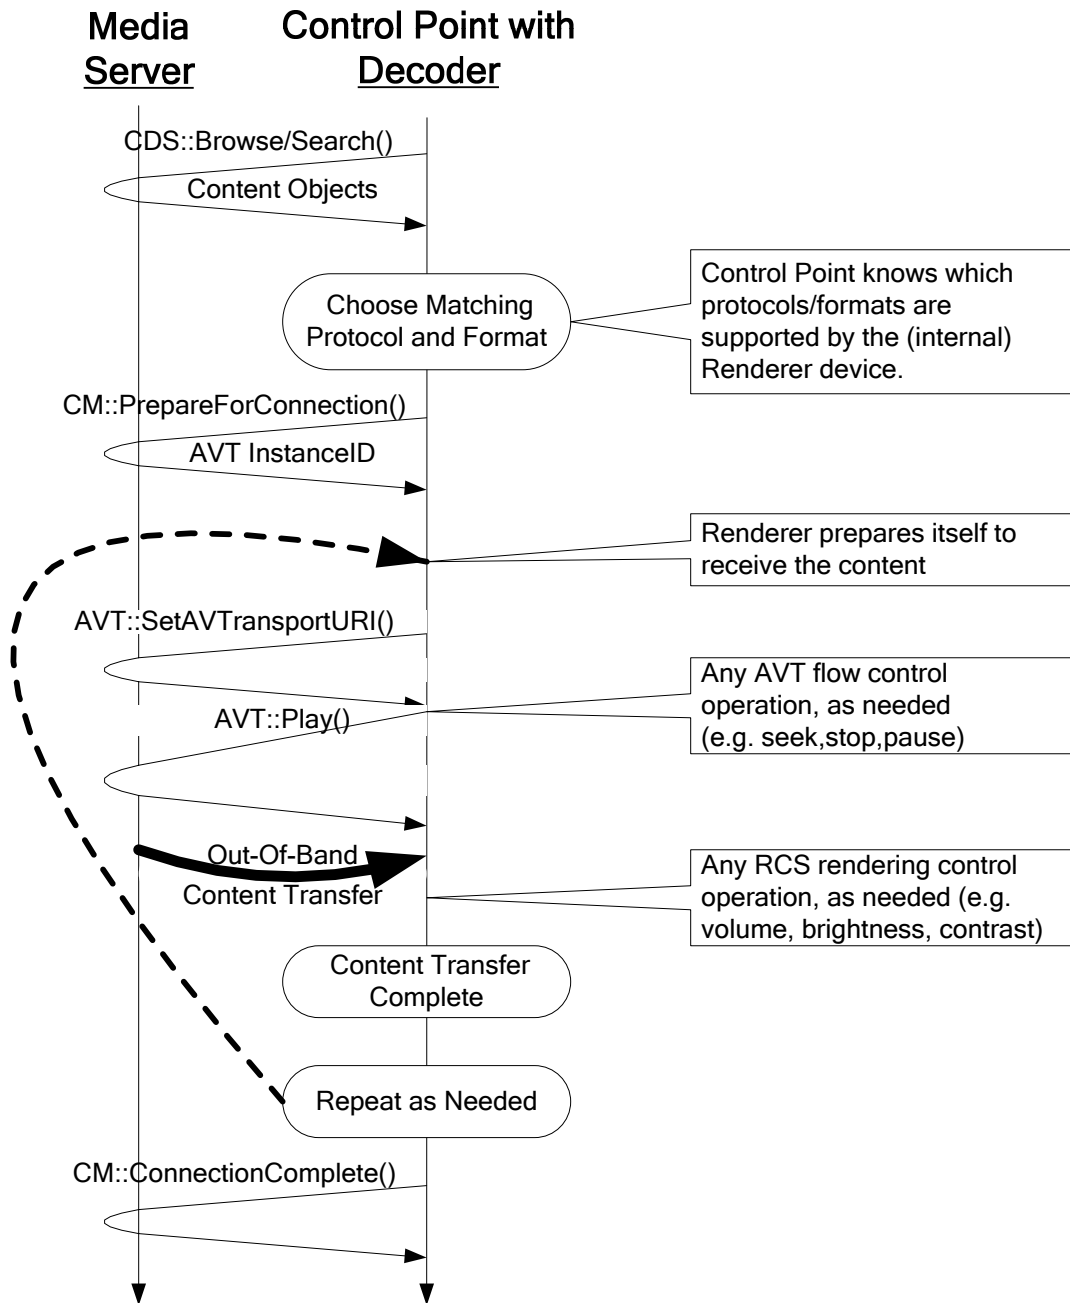 Media
Server
Control Point with
Decoder
CDS::Browse/Search()
Content Objects
Choose Matching
Protocol and Format
Control Point knows which
protocols/formats are
supported by the (internal)
Renderer device.
CM::PrepareForConnection()
AVT InstanceID
Renderer prepares itself to
receive the content
AVT::SetAVTransportURI()
Any AVT flow control
operation, as needed
(e.g. seek,stop,pause)
AVT::Play()
Out-Of-Band
Content Transfer
Any RCS rendering control
operation, as needed (e.g.
volume, brightness, contrast)
Content Transfer
Complete
Repeat as Needed
CM::ConnectionComplete()